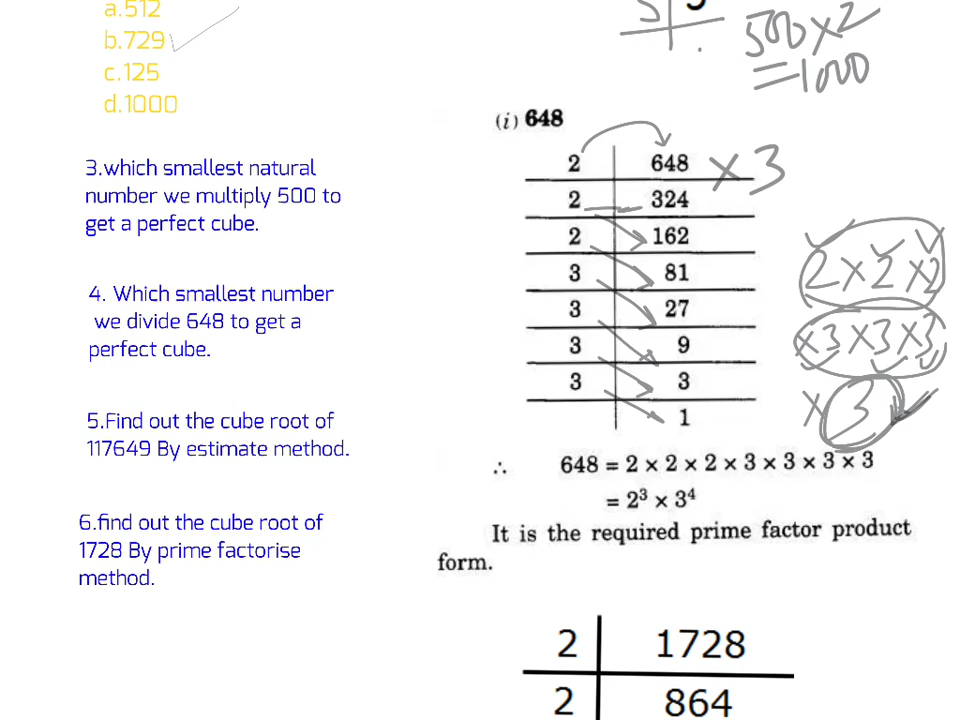 a.512
b.729
c.125
d.1000
3.which smallest natural
number we multiply 500 to
get a perfect cube.
4. Which smallest number
we divide 648 to get a
perfect cube.
5.Find out the cube root of
117649 By estimate method.
6.find out the cube root of
1728 By prime factorise
method.
500 × 2
= 1000
(i) 648
2 648 × 3
2 324
2 162
3 81
3 27
3 9
3 3
1
2 × 2 × 2
× 3 × 3 × 3
× 3
∴ 648 = 2 × 2 × 2 × 3 × 3 × 3 × 3
= 2³ × 3⁴
It is the required prime factor product
form.
2 1728
2 864